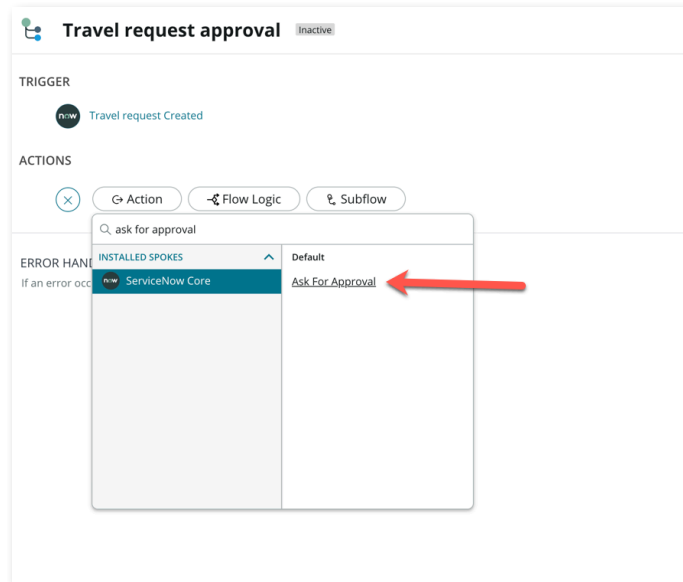 Travel request approval Inactive
TRIGGER
now Travel request Created
ACTIONS
Action Flow Logic Subflow
ask for approval
INSTALLED SPOKES Default
now ServiceNow Core Ask For Approval
ERROR HAN
If an error occ